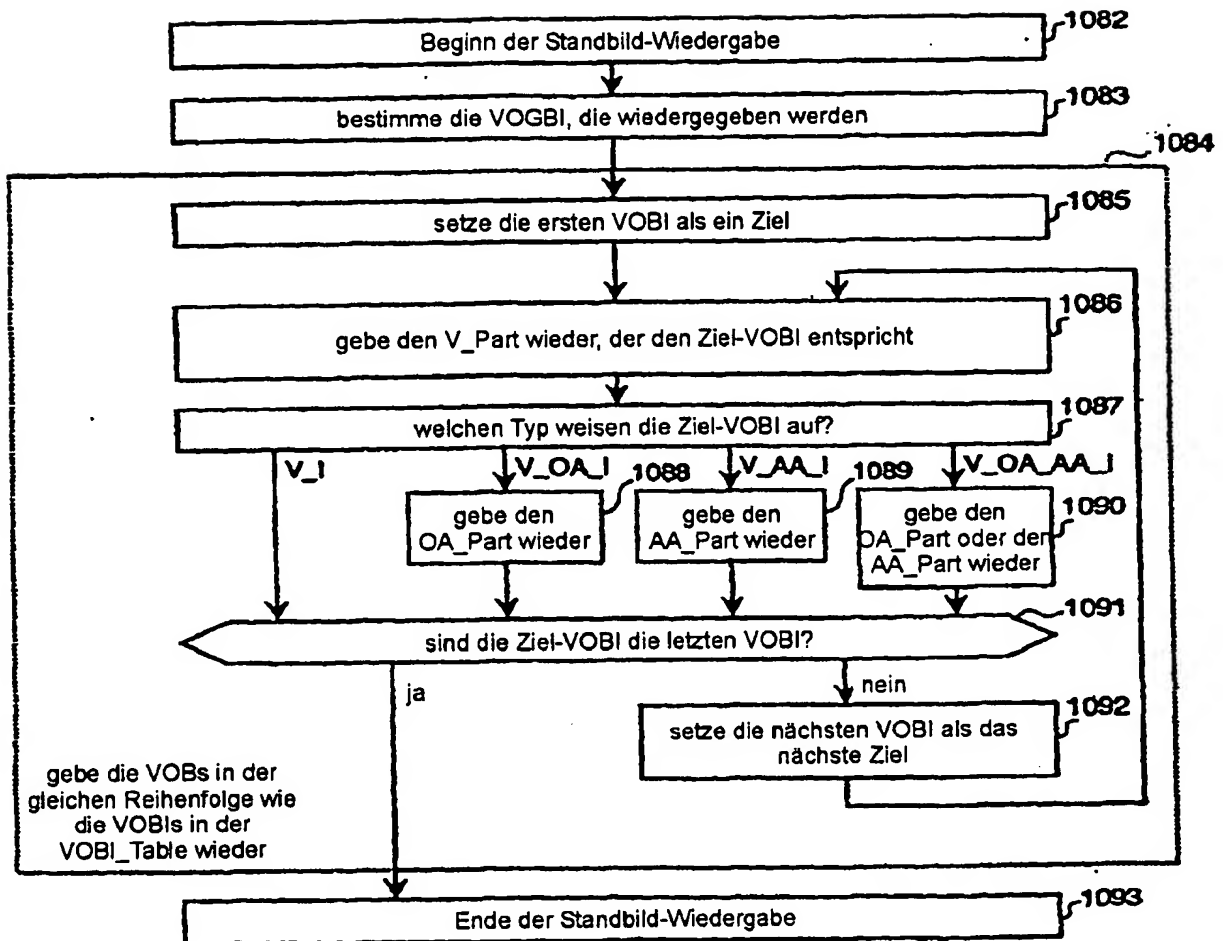 Beginn der Standbild-Wiedergabe
1082
bestimme die VOGBI, die wiedergegeben werden
1083
1084
setze die ersten VOBI als ein Ziel
1085
gebe den V_Part wieder, der den Ziel-VOBI entspricht
1086
welchen Typ weisen die Ziel-VOBI auf?
1087
V_I
V_OA_I
V_AA_I
V_OA_AA_I
1088
1089
1090
gebe den
OA_Part wieder
gebe den
AA_Part wieder
gebe den
OA_Part oder den
AA_Part wieder
sind die Ziel-VOBI die letzten VOBI?
1091
ja
nein
setze die nächsten VOBI als das
nächste Ziel
1092
gebe die VOBs in der
gleichen Reihenfolge wie
die VOBIs in der
VOBI_Table wieder
Ende der Standbild-Wiedergabe
1093